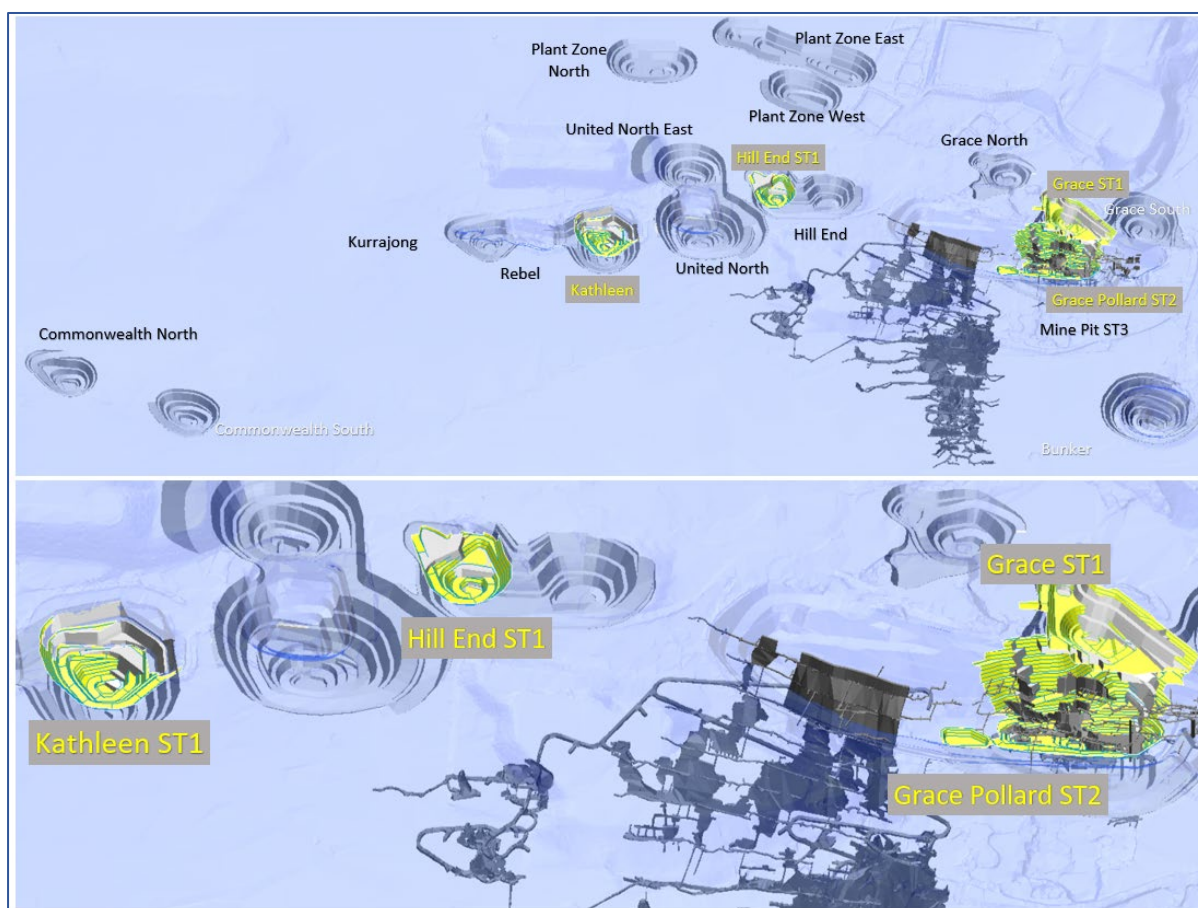 Plant Zone
North
Plant Zone East
Plant Zone West
United North East
Hill End ST1
Grace North
Grace ST1
Grace South
Kurrajong
Rebel
Kathleen
United North
Hill End
Grace Pollard ST2
Mine Pit ST3
Commonwealth North
Commonwealth South
Bunker
Grace ST1
Hill End ST1
Kathleen ST1
Grace Pollard ST2